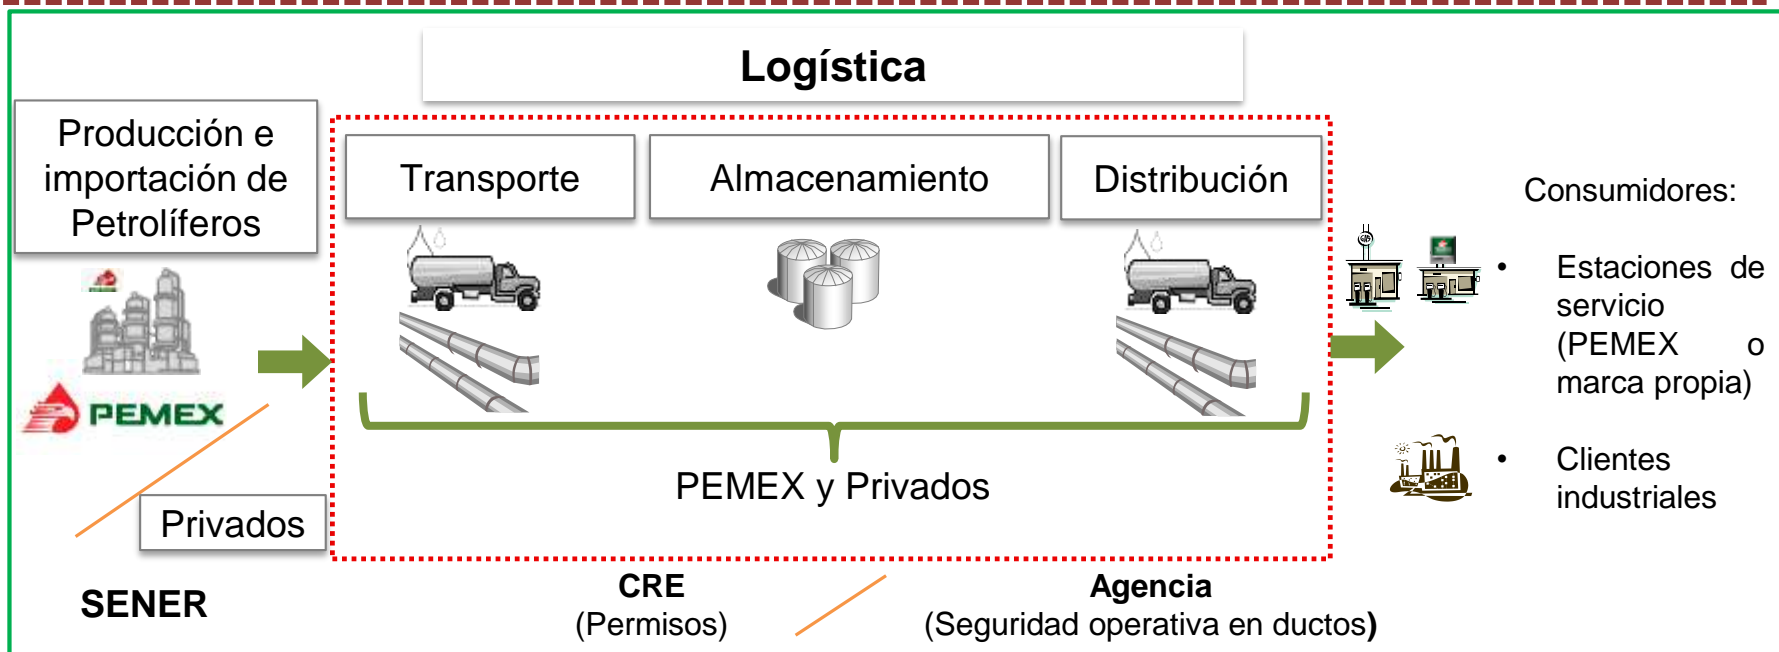 Logística
Producción e
importación de
Petrolíferos
Transporte
Almacenamiento
Distribución
PEMEX
Privados
SENER
PEMEX y Privados
CRE
(Permisos)
Agencia
(Seguridad operativa en ductos)
Consumidores:
• Estaciones de
servicio
(PEMEX o
marca propia)
• Clientes
industriales